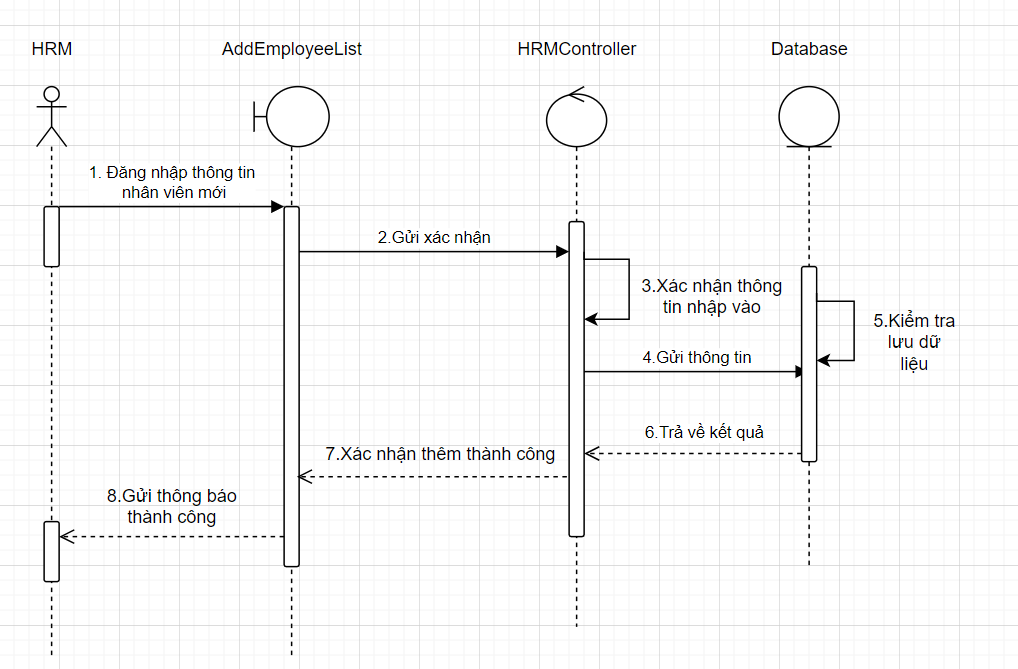 HRM
AddEmployeeList
HRMController
Database
1. Đăng nhập thông tin
nhân viên mới
2.Gửi xác nhận
3.Xác nhận thông
tin nhập vào
5.Kiểm tra
lưu dữ
liệu
4.Gửi thông tin
6.Trả về kết quả
7.Xác nhận thêm thành công
8.Gửi thông báo
thành công